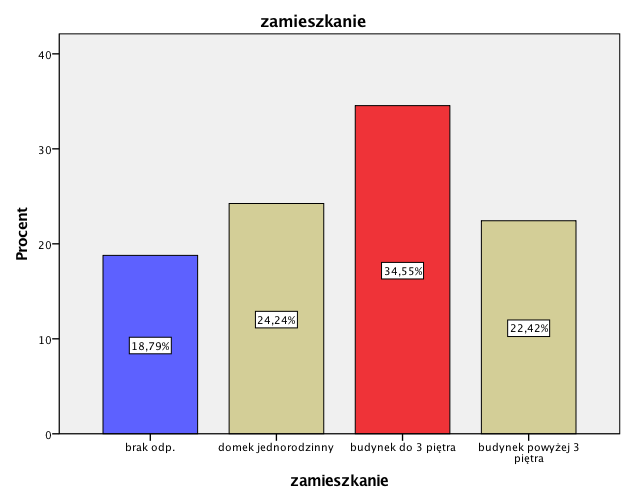 zamieszkanie
Procent
40
30
20
10
0
18,79%
24,24%
34,55%
22,42%
brak odp.
domek jednorodzinny
budynek do 3 piętra
budynek powyżej 3
piętra
zamieszkanie